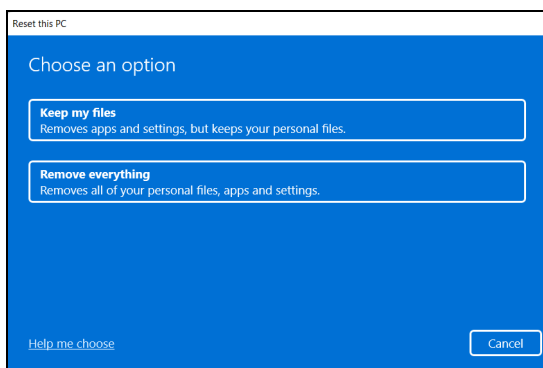 Reset this PC
Choose an option
Keep my files
Removes apps and settings, but keeps your personal files.
Remove everything
Removes all of your personal files, apps and settings.
Help me choose
Cancel